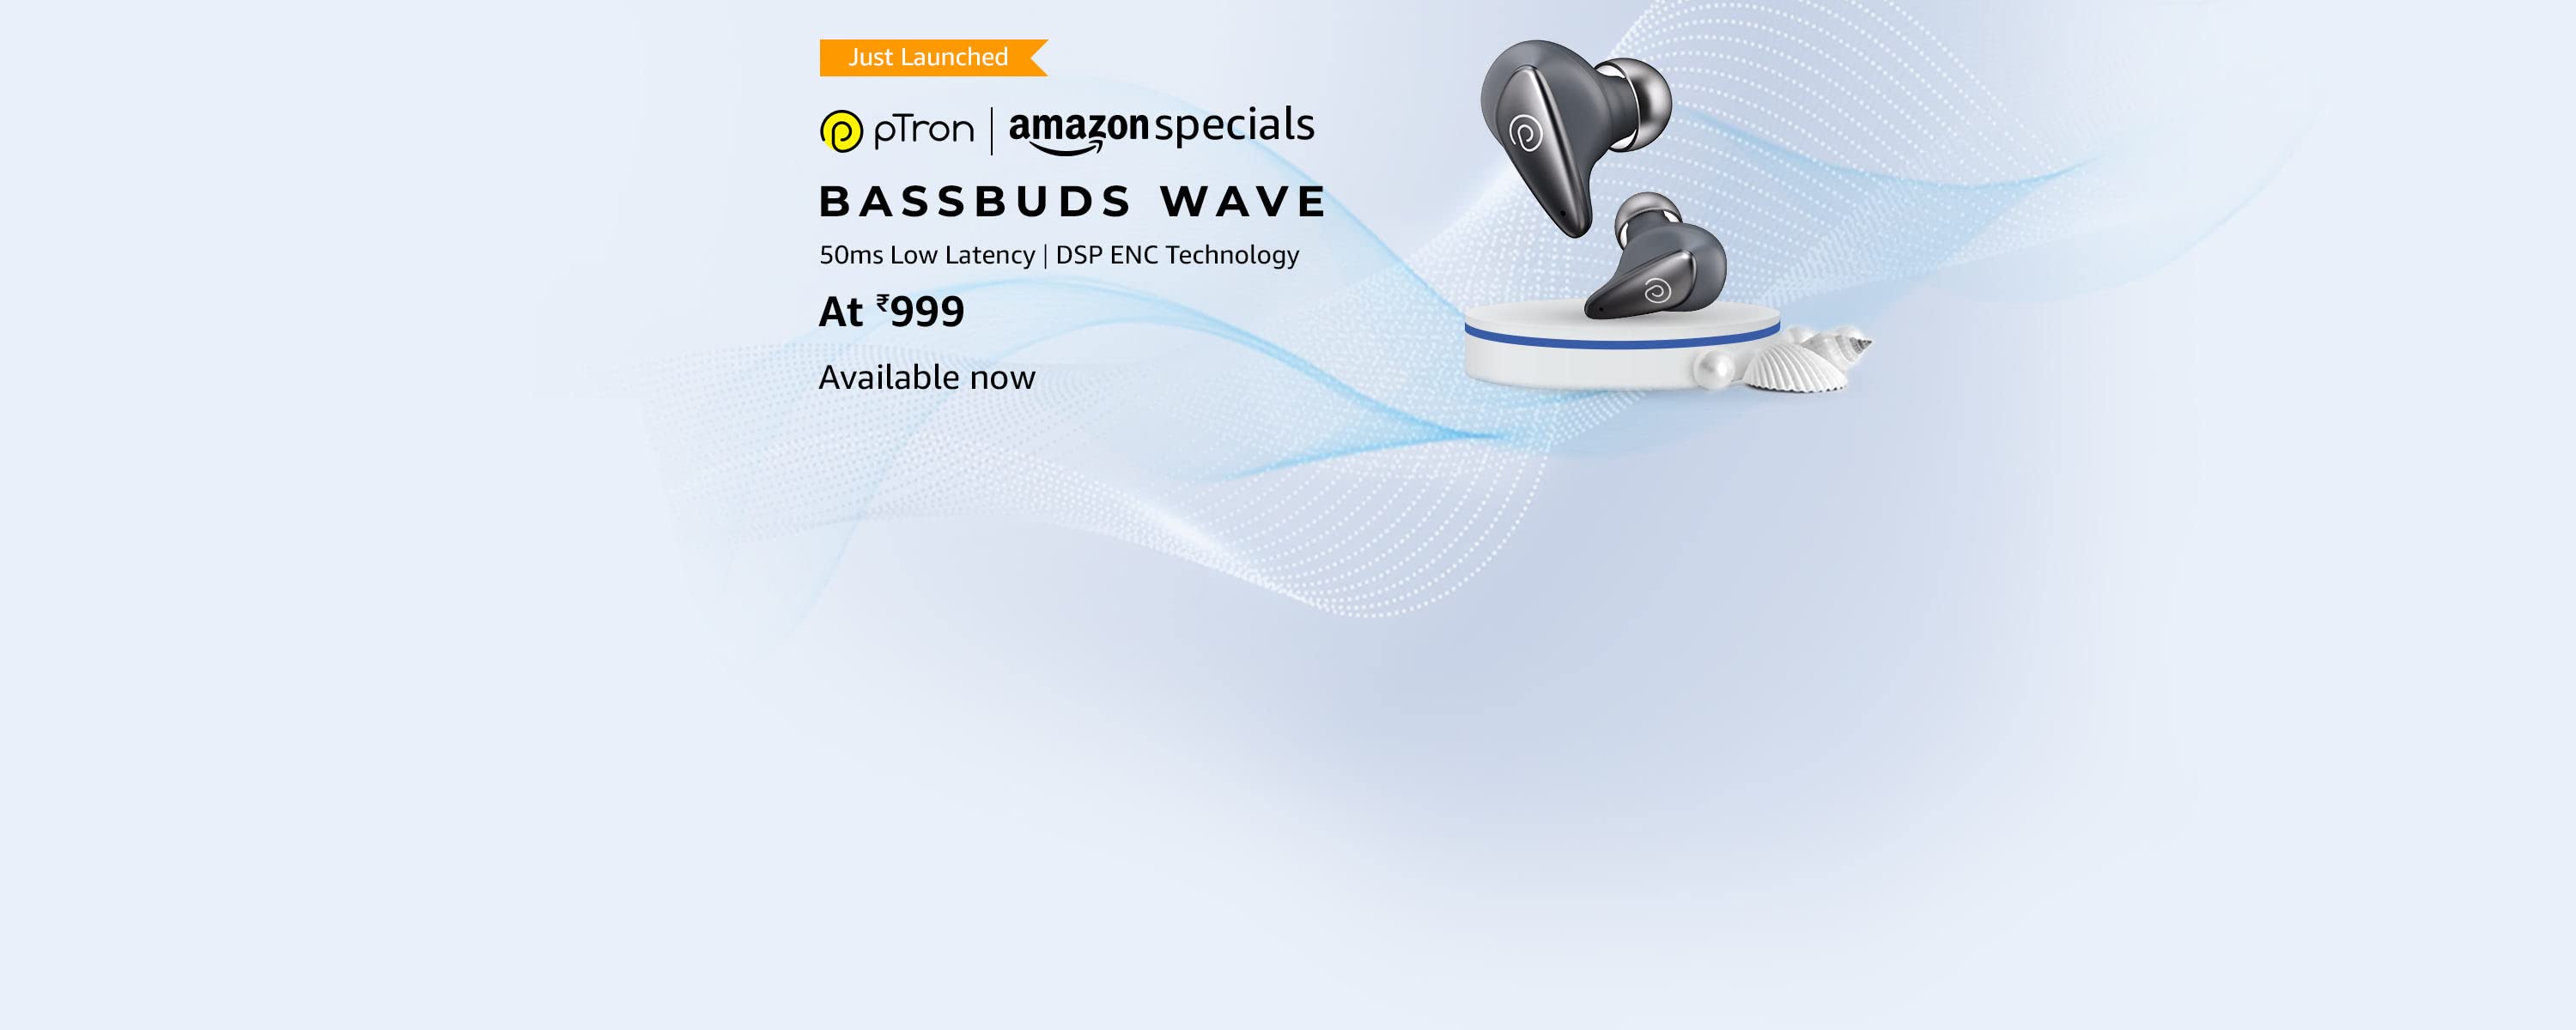 Just Launched
pTron | amazon specials
BASSBUDS WAVE
50ms Low Latency | DSP ENC Technology
At ₹999
Available now